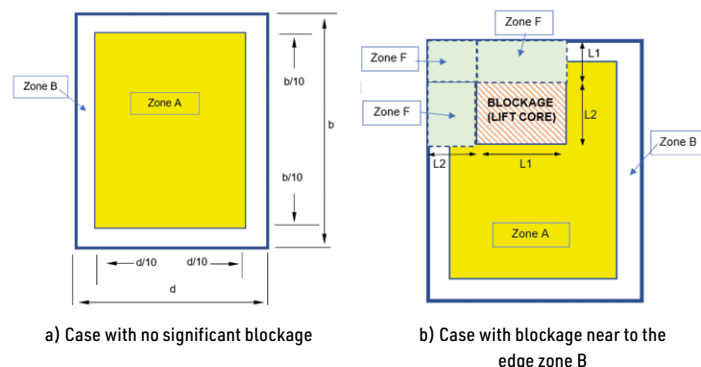 Zone B
Zone A
b/10
b
b/10
d/10
d/10
d
a) Case with no significant blockage
Zone F
Zone F
Zone F
L1
BLOCKAGE
(LIFT CORE)
L2
L2
L1
Zone B
Zone A
b) Case with blockage near to the
edge zone B